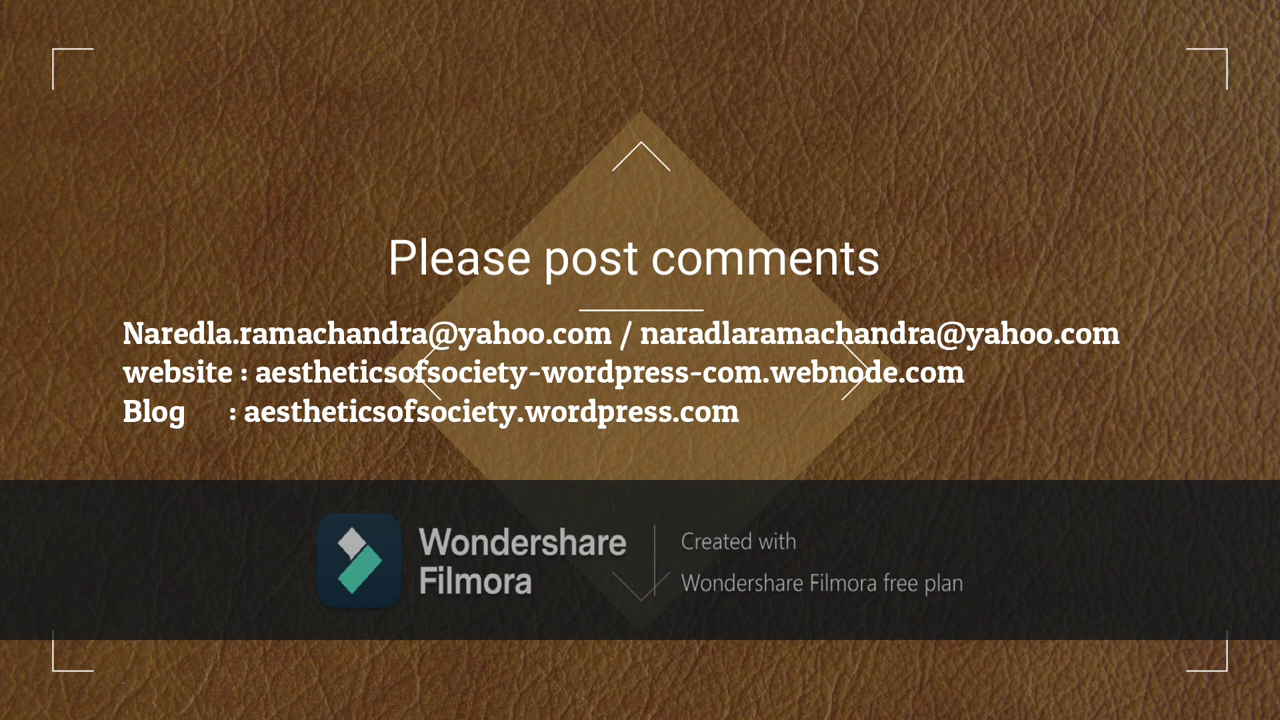 Please post comments
Naredla.ramachandra@yahoo.com / naradlaramachandra@yahoo.com
website : aestheticsofsociety-wordpress-com.webnode.com
Blog : aestheticsofsociety.wordpress.com
Wondershare
Filmora
Created with
Wondershare Filmora free plan